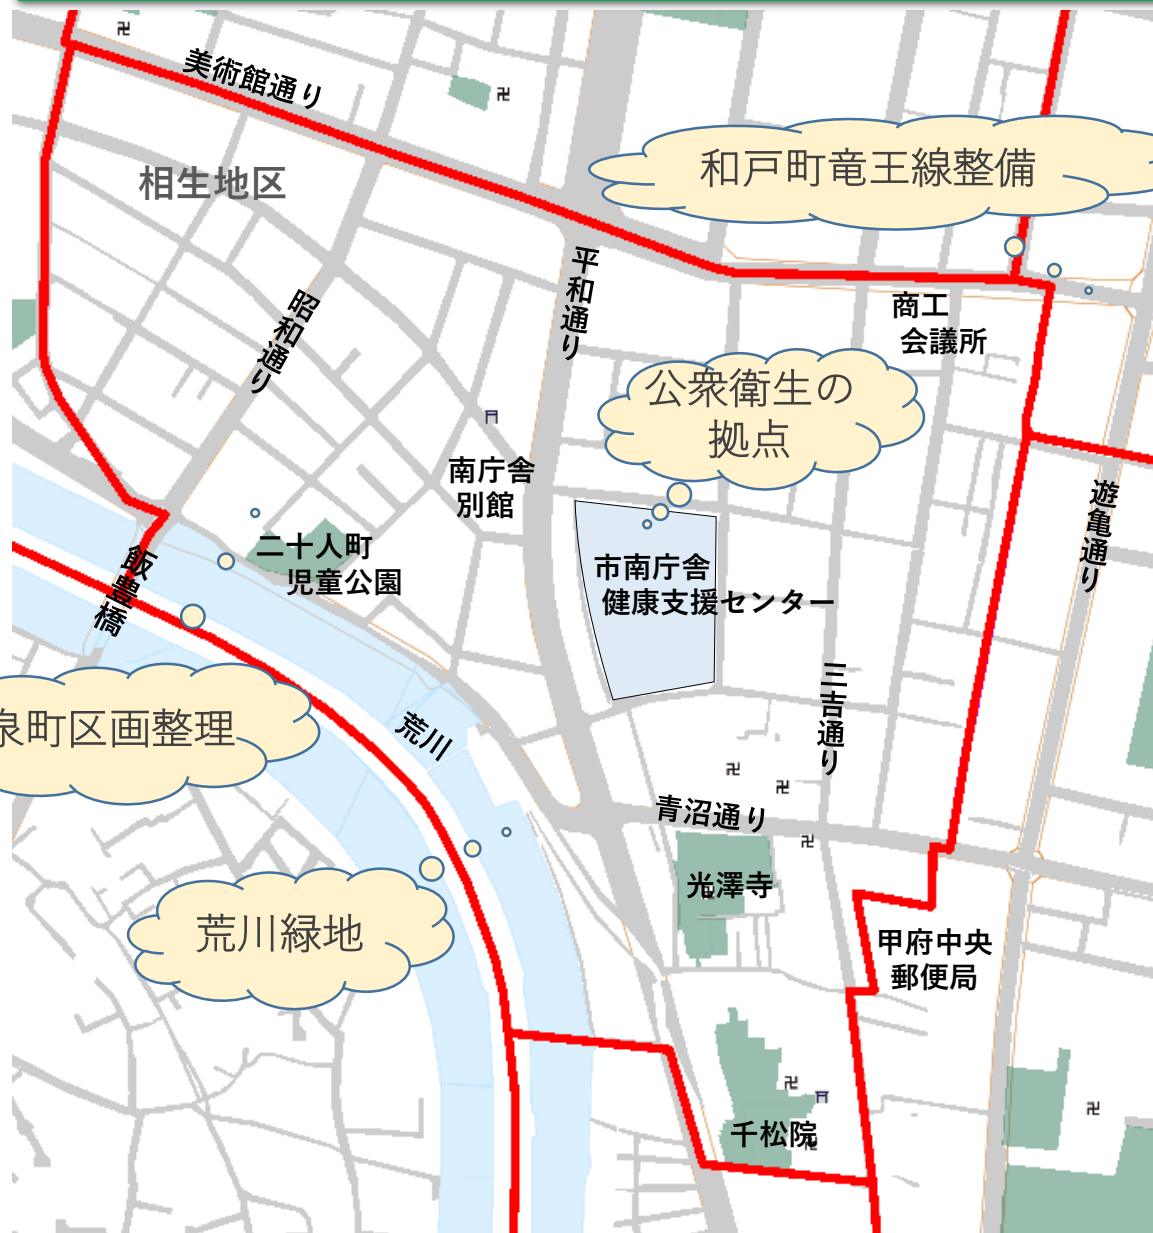 美術館通り
相生地区
和戸町竜王線整備
平和通り
昭和通り
商工
会議所
公衆衛生の
拠点
南庁舎
別館
遊亀通り
二十人町
児童公園
市南庁舎
健康支援センター
飯豊橋
三吉通り
泉町区画整理
荒川
青沼通り
光澤寺
荒川緑地
甲府中央
郵便局
千松院